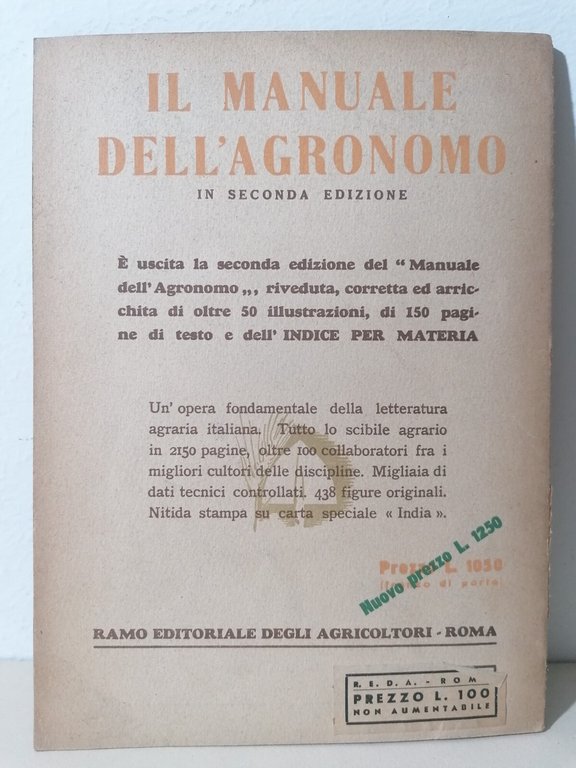 IL MANUALE
DELL'AGRONOMO
IN SECONDA EDIZIONE
È uscita la seconda edizione del “ Manuale
dell'Agronomo „, riveduta, corretta ed arric-
chita di oltre 50 illustrazioni, di 150 pagi-
ne di testo e dell' INDICE PER MATERIA
Un' opera fondamentale della letteratura
agraria italiana. Tutto lo scibile agrario
in 2150 pagine, oltre 100 collaboratori fra i
migliori cultori delle discipline. Migliaia di
dati tecnici controllati. 438 figure originali.
Nitida stampa su carta speciale « India ».
Prezzo L. 1050
(franco di porto)
Nuovo prezzo L. 1250
RAMO EDITORIALE DEGLI AGRICOLTORI - ROMA
R. E. D. A. - ROM
PREZZO L. 100
NON AUMENTABILE